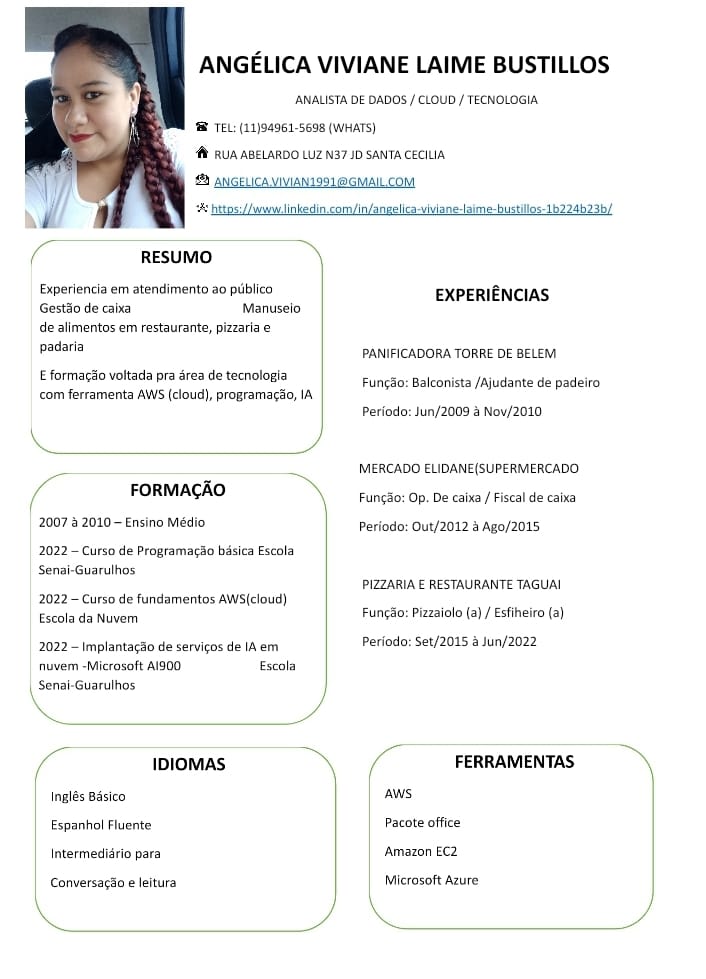 ANGÉLICA VIVIANE LAIME BUSTILLOS
ANALISTA DE DADOS / CLOUD / TECNOLOGIA
TEL: (11)94961-5698 (WHATS)
RUA ABELARDO LUZ N37 JD SANTA CECILIA
ANGELICA.VIVIAN1991@GMAIL.COM
https://www.linkedin.com/in/angelica-viviane-laime-bustillos-1b224b23b/
RESUMO
Experiencia em atendimento ao público
Gestão de caixa Manuseio
de alimentos em restaurante, pizzaria e
padaria
E formação voltada pra área de tecnologia
com ferramenta AWS (cloud), programação, IA
FORMAÇÃO
2007 à 2010 – Ensino Médio
2022 – Curso de Programação básica Escola
Senai-Guarulhos
2022 – Curso de fundamentos AWS(cloud)
Escola da Nuvem
2022 – Implantação de serviços de IA em
nuvem -Microsoft AI900 Escola
Senai-Guarulhos
IDIOMAS
Inglês Básico
Espanhol Fluente
Intermediário para
Conversação e leitura
EXPERIÊNCIAS
PANIFICADORA TORRE DE BELEM
Função: Balconista /Ajudante de padeiro
Período: Jun/2009 à Nov/2010
MERCADO ELIDANE(SUPERMERCADO
Função: Op. De caixa / Fiscal de caixa
Período: Out/2012 à Ago/2015
PIZZARIA E RESTAURANTE TAGUAI
Função: Pizzaiolo (a) / Esfiheiro (a)
Período: Set/2015 à Jun/2022
FERRAMENTAS
AWS
Pacote office
Amazon EC2
Microsoft Azure